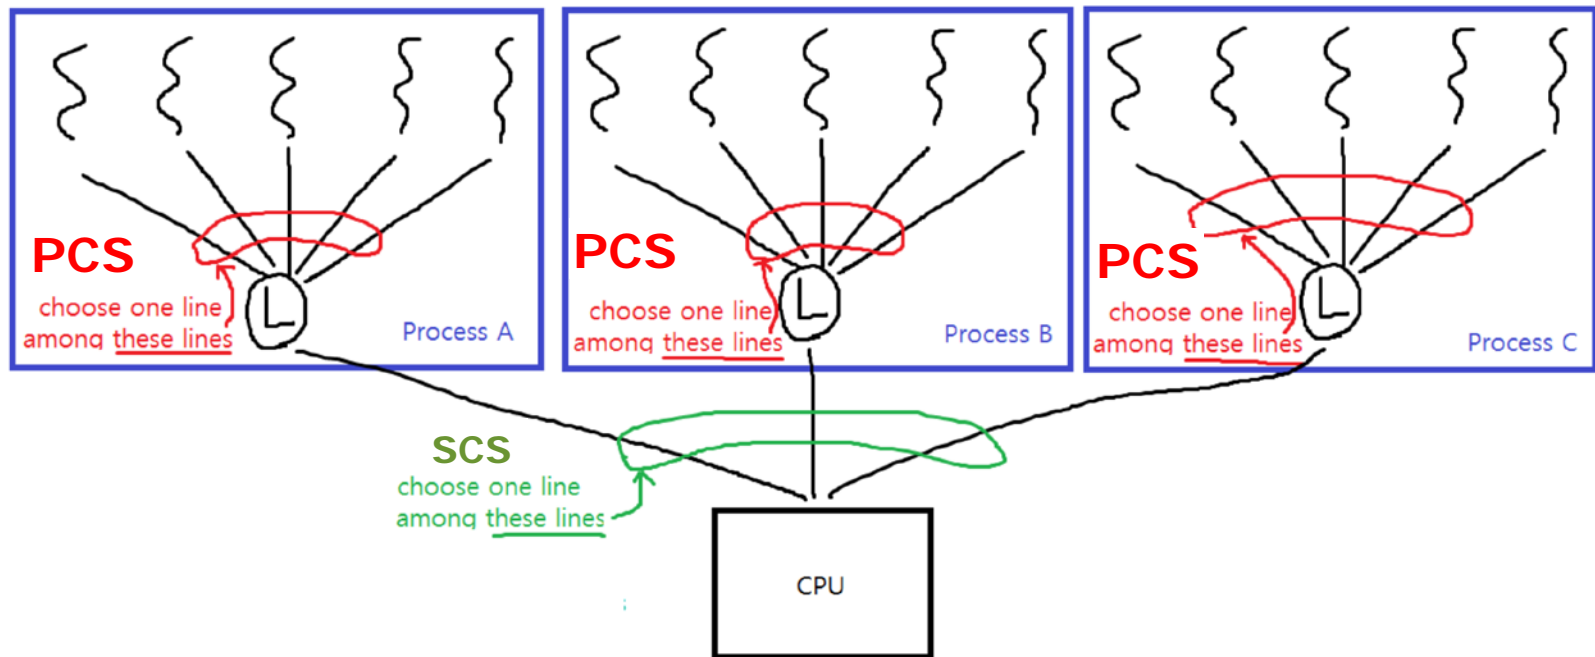 PCS
choose one line
among these lines
L
Process A
PCS
choose one line
among these lines
L
Process B
PCS
choose one line
among these lines
L
Process C
SCS
choose one line
among these lines
CPU